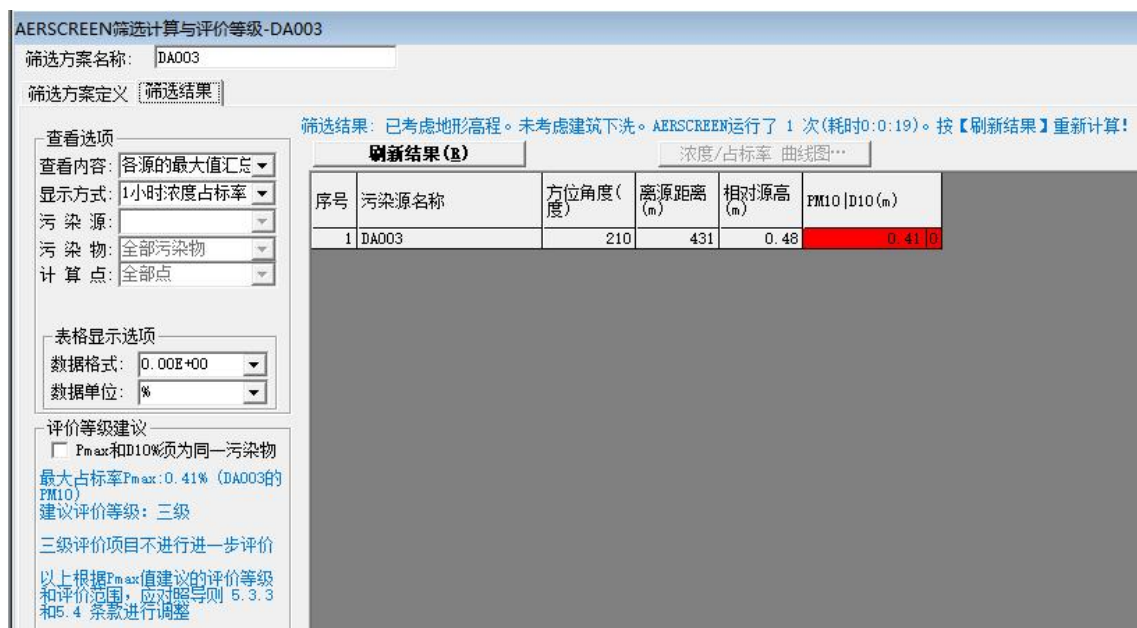 AERSCREEN筛选计算与评价等级-DA003
筛选方案名称: DA003
筛选方案定义 筛选结果
筛选结果: 已考虑地形高程。未考虑建筑下洗。AERSCREEN运行了 1 次(耗时0:0:19)。按【刷新结果】重新计算!
查看选项
查看内容: 各源的最大值汇总
显示方式: 1小时浓度占标率
污 染 源:
污 染 物: 全部污染物
计 算 点: 全部点
表格显示选项
数据格式: 0.00E+00
数据单位: %
评价等级建议
Pmax和D10%须为同一污染物
最大占标率Pmax:0.41% (DA003的
PM10)
建议评价等级: 三级
三级评价项目不进行进一步评价
以上根据Pmax值建议的评价等级
和评价范围, 应对照导则 5.3.3
和5.4 条款进行调整
刷新结果(R) 浓度/占标率 曲线图…
序号 污染源名称 方位角度(度) 离源距离(m) 相对源高(m) PM10|D10(m)
1 DA003 210 431 0.48 0.41|0